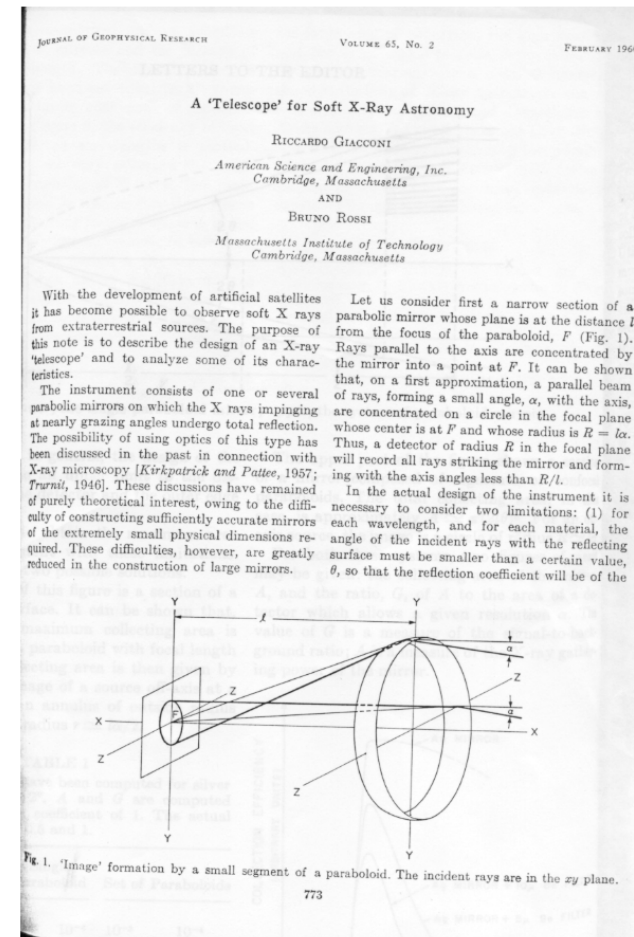 JOURNAL OF GEOPHYSICAL RESEARCH
VOLUME 65, NO. 2
FEBRUARY 196
A 'Telescope' for Soft X-Ray Astronomy
RICCARDO GIACCONI
American Science and Engineering, Inc.
Cambridge, Massachusetts
AND
BRUNO ROSSI
Massachusetts Institute of Technology
Cambridge, Massachusetts
With the development of artificial satellites
it has become possible to observe soft X rays
from extraterrestrial sources. The purpose of
this note is to describe the design of an X-ray
'telescope' and to analyze some of its charac-
teristics.
The instrument consists of one or several
parabolic mirrors on which the X rays impinging
at nearly grazing angles undergo total reflection.
The possibility of using optics of this type has
been discussed in the past in connection with
X-ray microscopy [Kirkpatrick and Pattee, 1957;
Trurnit, 1946]. These discussions have remained
of purely theoretical interest, owing to the diffi-
culty of constructing sufficiently accurate mirrors
of the extremely small physical dimensions re-
quired. These difficulties, however, are greatly
reduced in the construction of large mirrors.
Let us consider first a narrow section of a
parabolic mirror whose plane is at the distance l
from the focus of the paraboloid, F (Fig. 1).
Rays parallel to the axis are concentrated by
the mirror into a point at F. It can be shown
that, on a first approximation, a parallel beam
of rays, forming a small angle, α, with the axis,
are concentrated on a circle in the focal plane
whose center is at F and whose radius is R = lα.
Thus, a detector of radius R in the focal plane
will record all rays striking the mirror and form-
ing with the axis angles less than R/l.
In the actual design of the instrument it is
necessary to consider two limitations: (1) for
each wavelength, and for each material, the
angle of the incident rays with the reflecting
surface must be smaller than a certain value,
θ, so that the reflection coefficient will be of the
Y
Y
l
α
Z
Z
F
α
X
X
Z
Z
Y
Y
Fig. 1. 'Image' formation by a small segment of a paraboloid. The incident rays are in the xy plane.
773